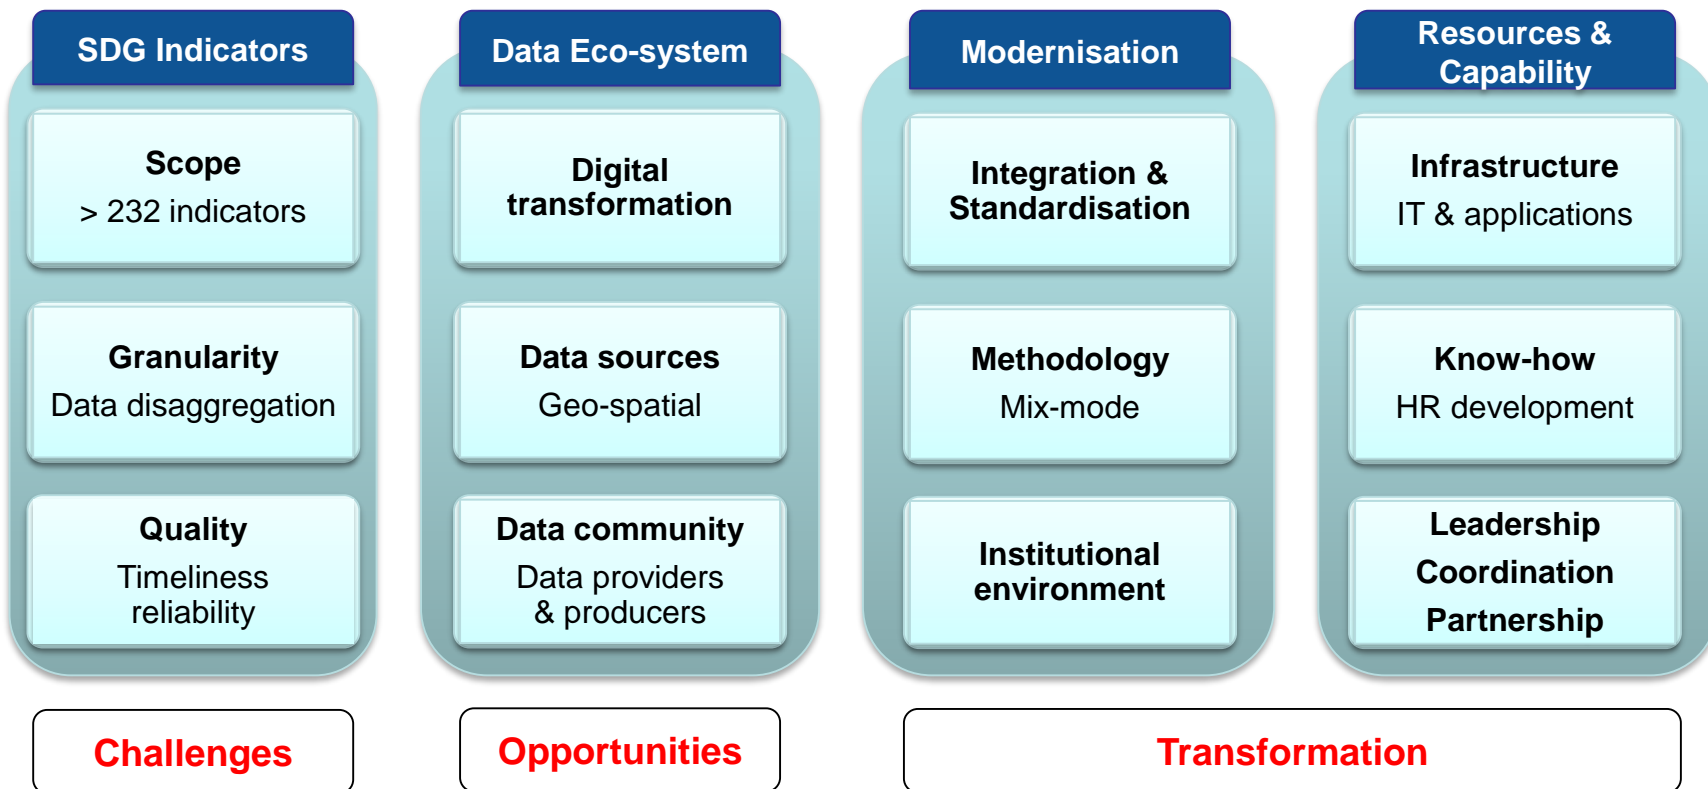 SDG Indicators
Scope
> 232 indicators
Granularity
Data disaggregation
Quality
Timeliness
reliability
Challenges
Data Eco-system
Digital
transformation
Data sources
Geo-spatial
Data community
Data providers
& producers
Opportunities
Modernisation
Integration &
Standardisation
Methodology
Mix-mode
Institutional
environment
Resources &
Capability
Infrastructure
IT & applications
Know-how
HR development
Leadership
Coordination
Partnership
Transformation